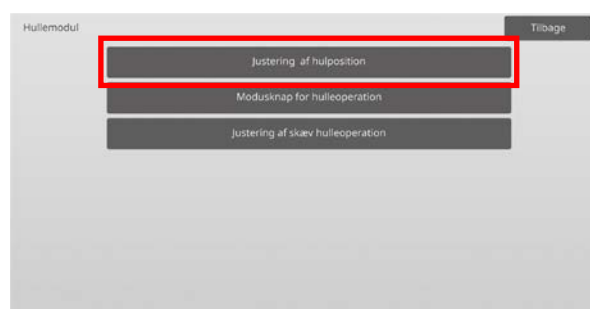 Hullemodul
Tilbage
Justering af hulposition
Modusknap for hulleoperation
Justering af skæv hulleoperation